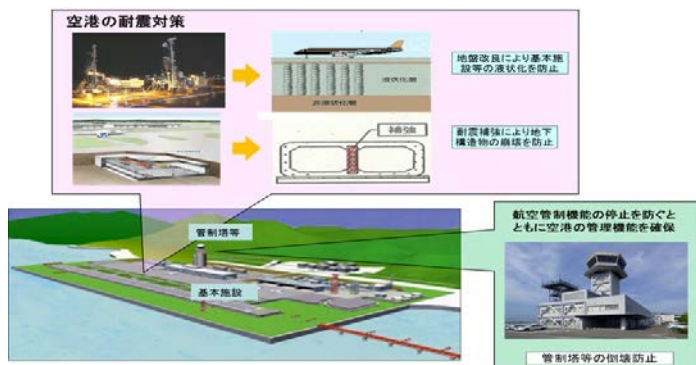 空港の耐震対策
地盤改良により基本施
設等の液状化を防止
液状化層
非液状化層
補強
耐震補強により地下
構造物の崩壊を防止
管制塔等
基本施設
航空管制機能の停止を防ぐと
ともに空港の管理機能を確保
管制塔等の倒壊防止